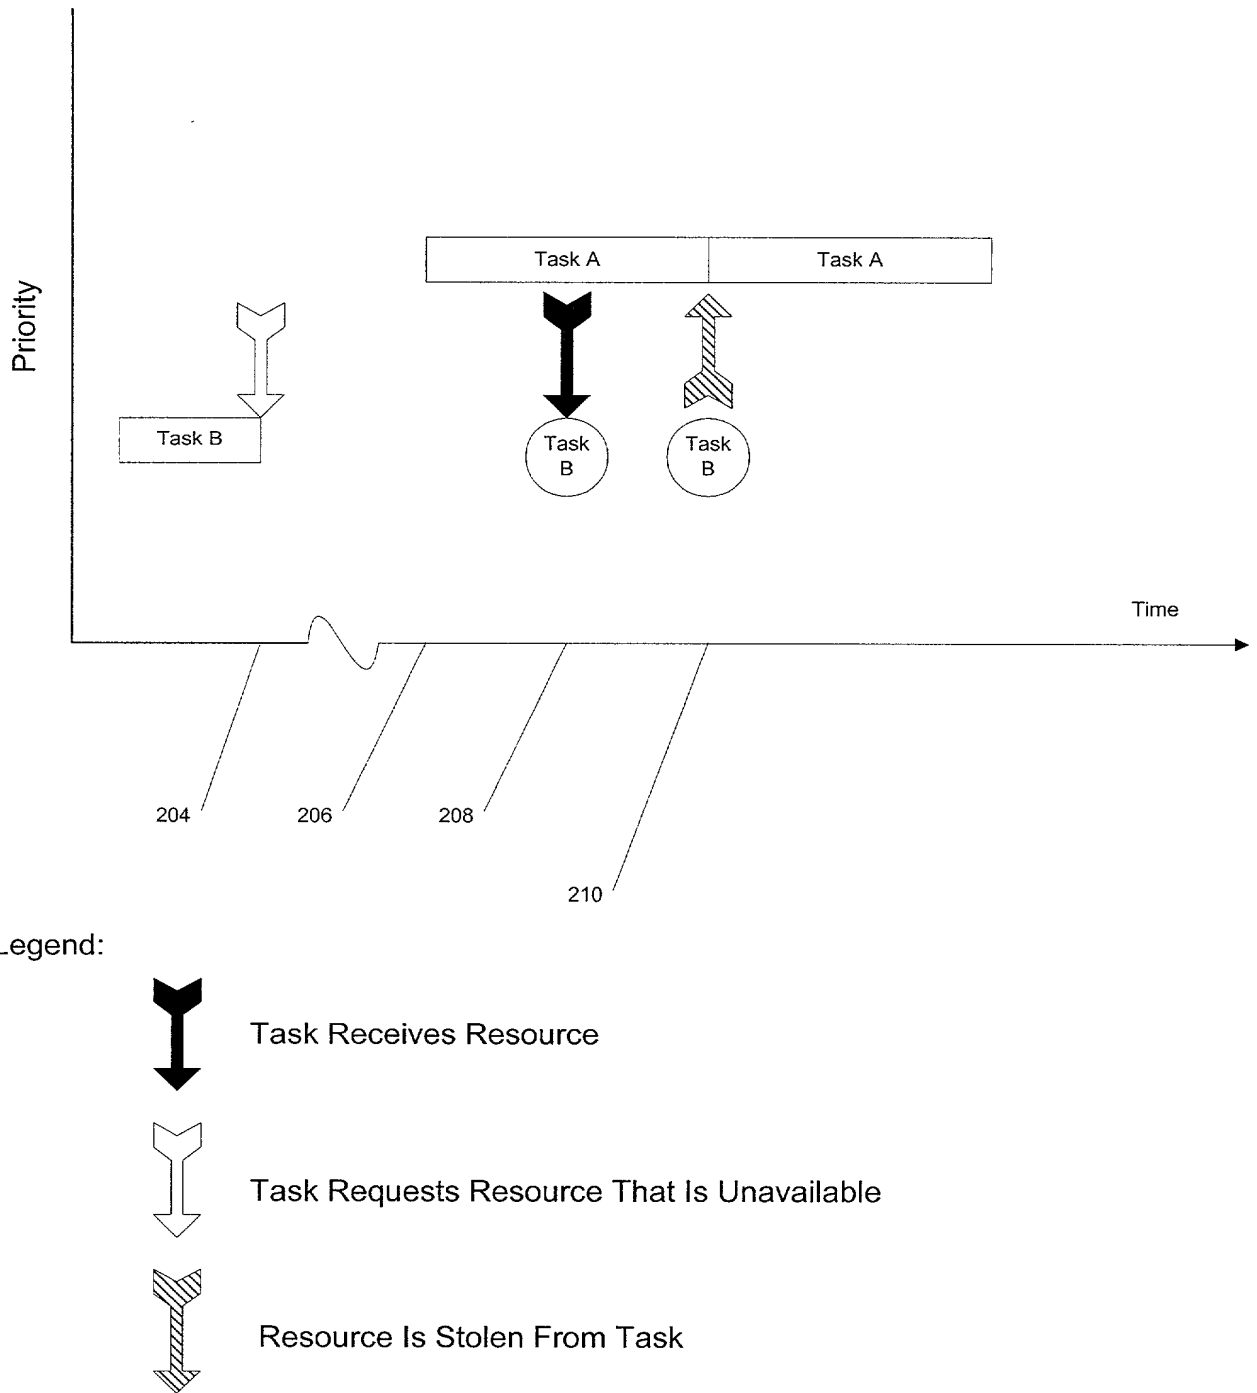 Priority
Task A
Task A
Task B
Task
B
Task
B
Time
204
206
208
210
Legend:
Task Receives Resource
Task Requests Resource That Is Unavailable
Resource Is Stolen From Task